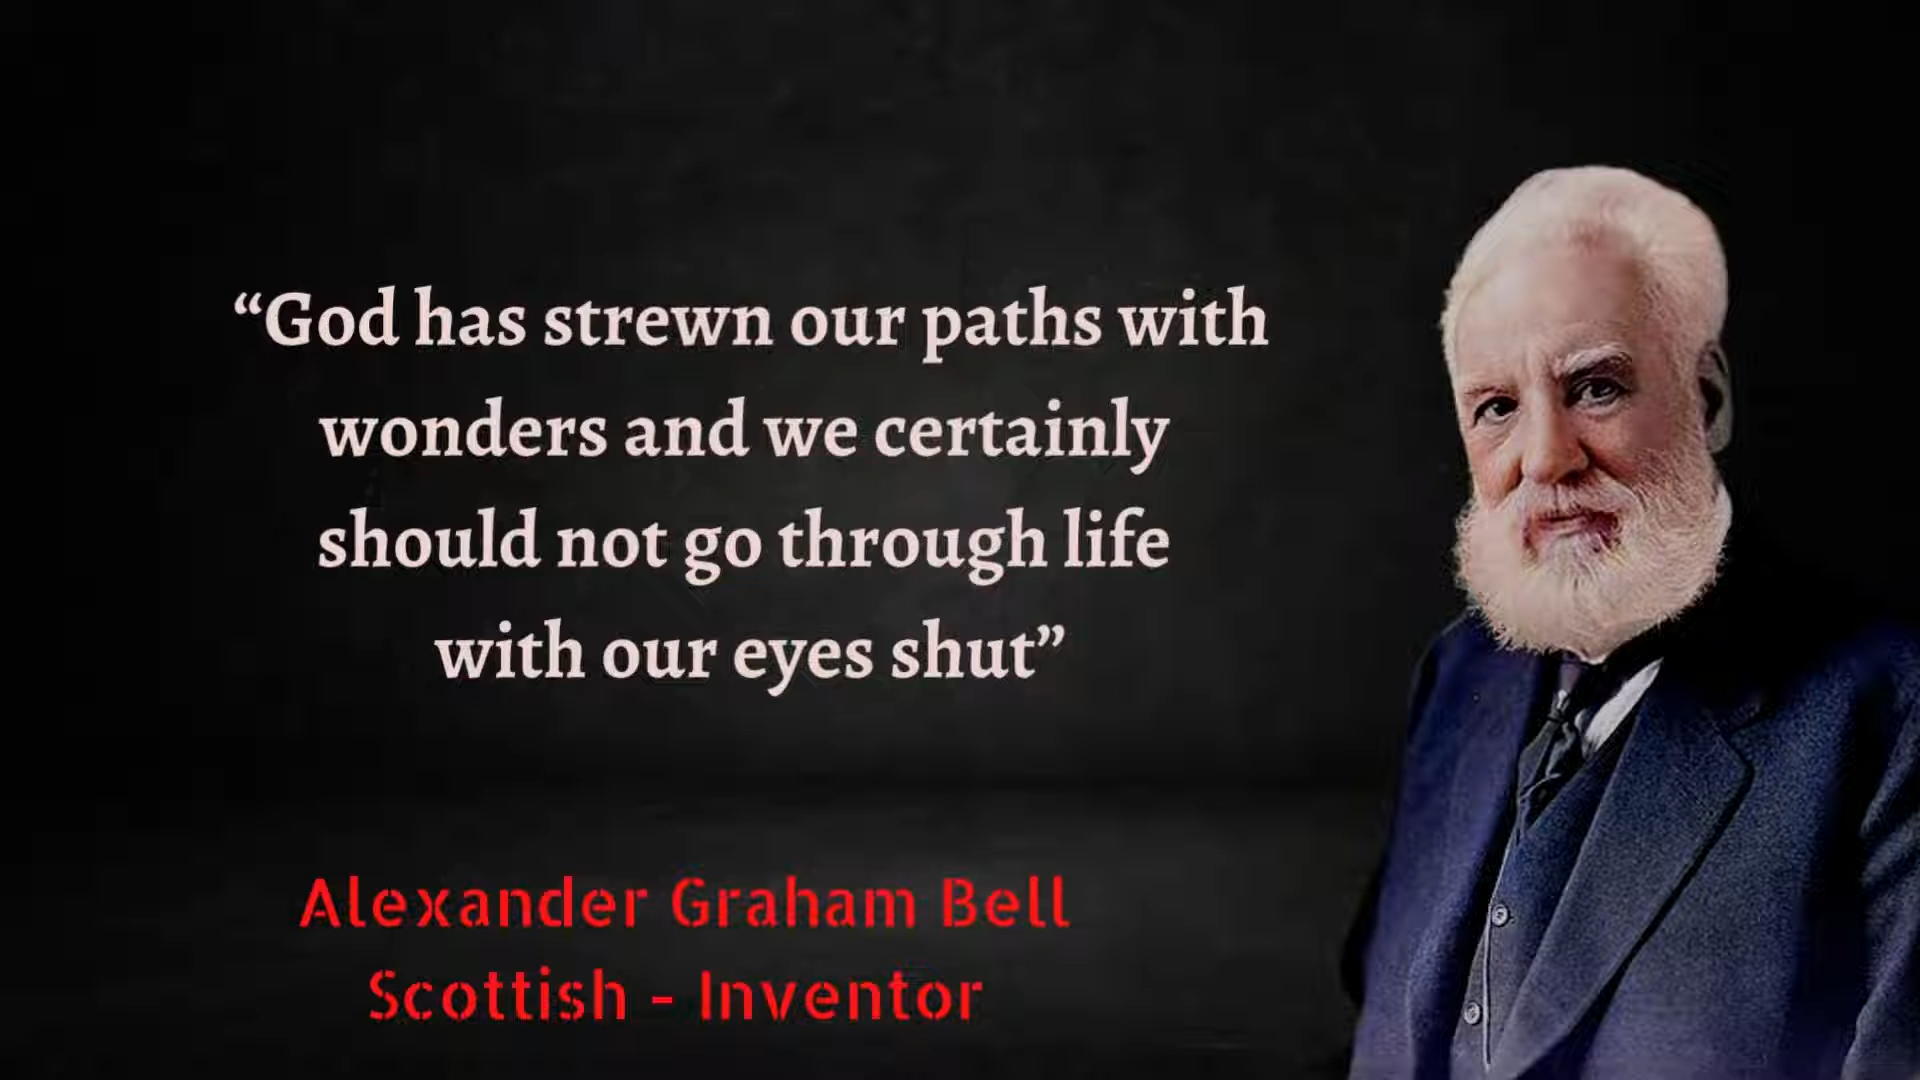 “God has strewn our paths with
wonders and we certainly
should not go through life
with our eyes shut”
Alexander Graham Bell
Scottish - Inventor